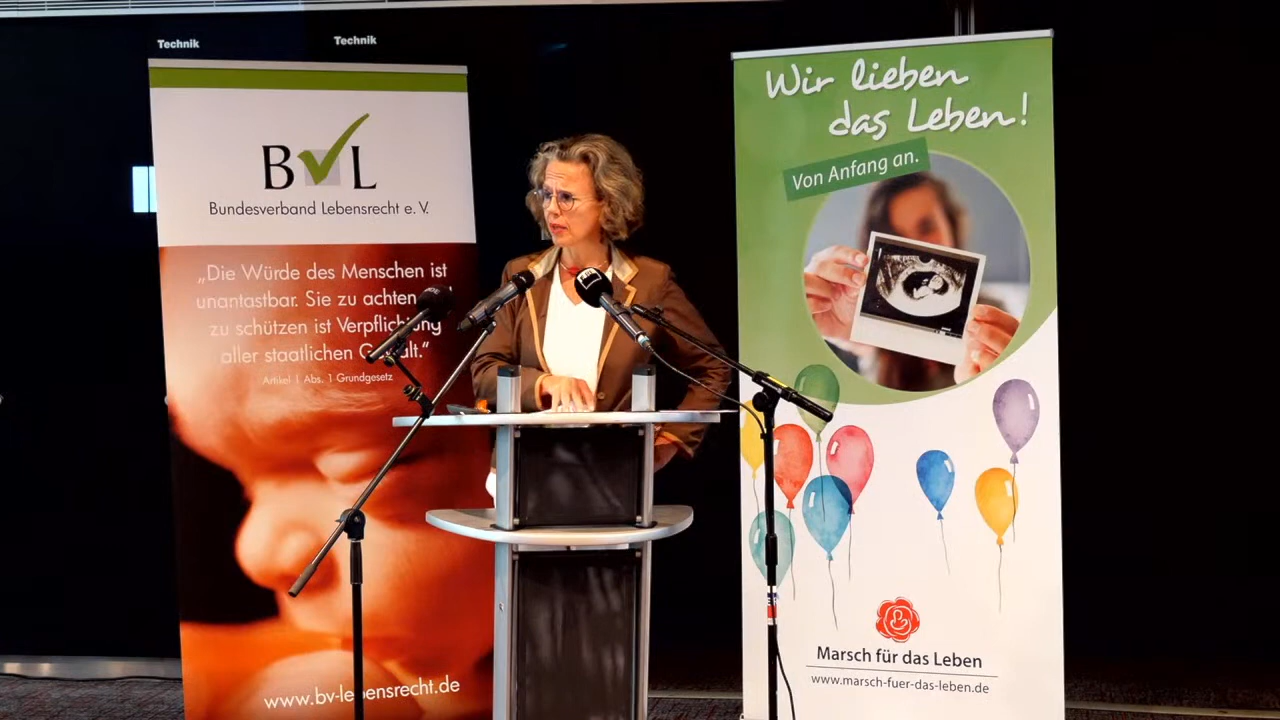 Technik
Technik
BVL
Bundesverband Lebensrecht e. V.
„Die Würde des Menschen ist
unantastbar. Sie zu achten
zu schützen ist Verpflichtung
aller staatlichen
Artikel 1 Abs. 1 Grundgesetz
www.bv-lebensrecht.de
Wir lieben
das Leben!
Von Anfang an.
Marsch für das Leben
www.marsch-fuer-das-leben.de